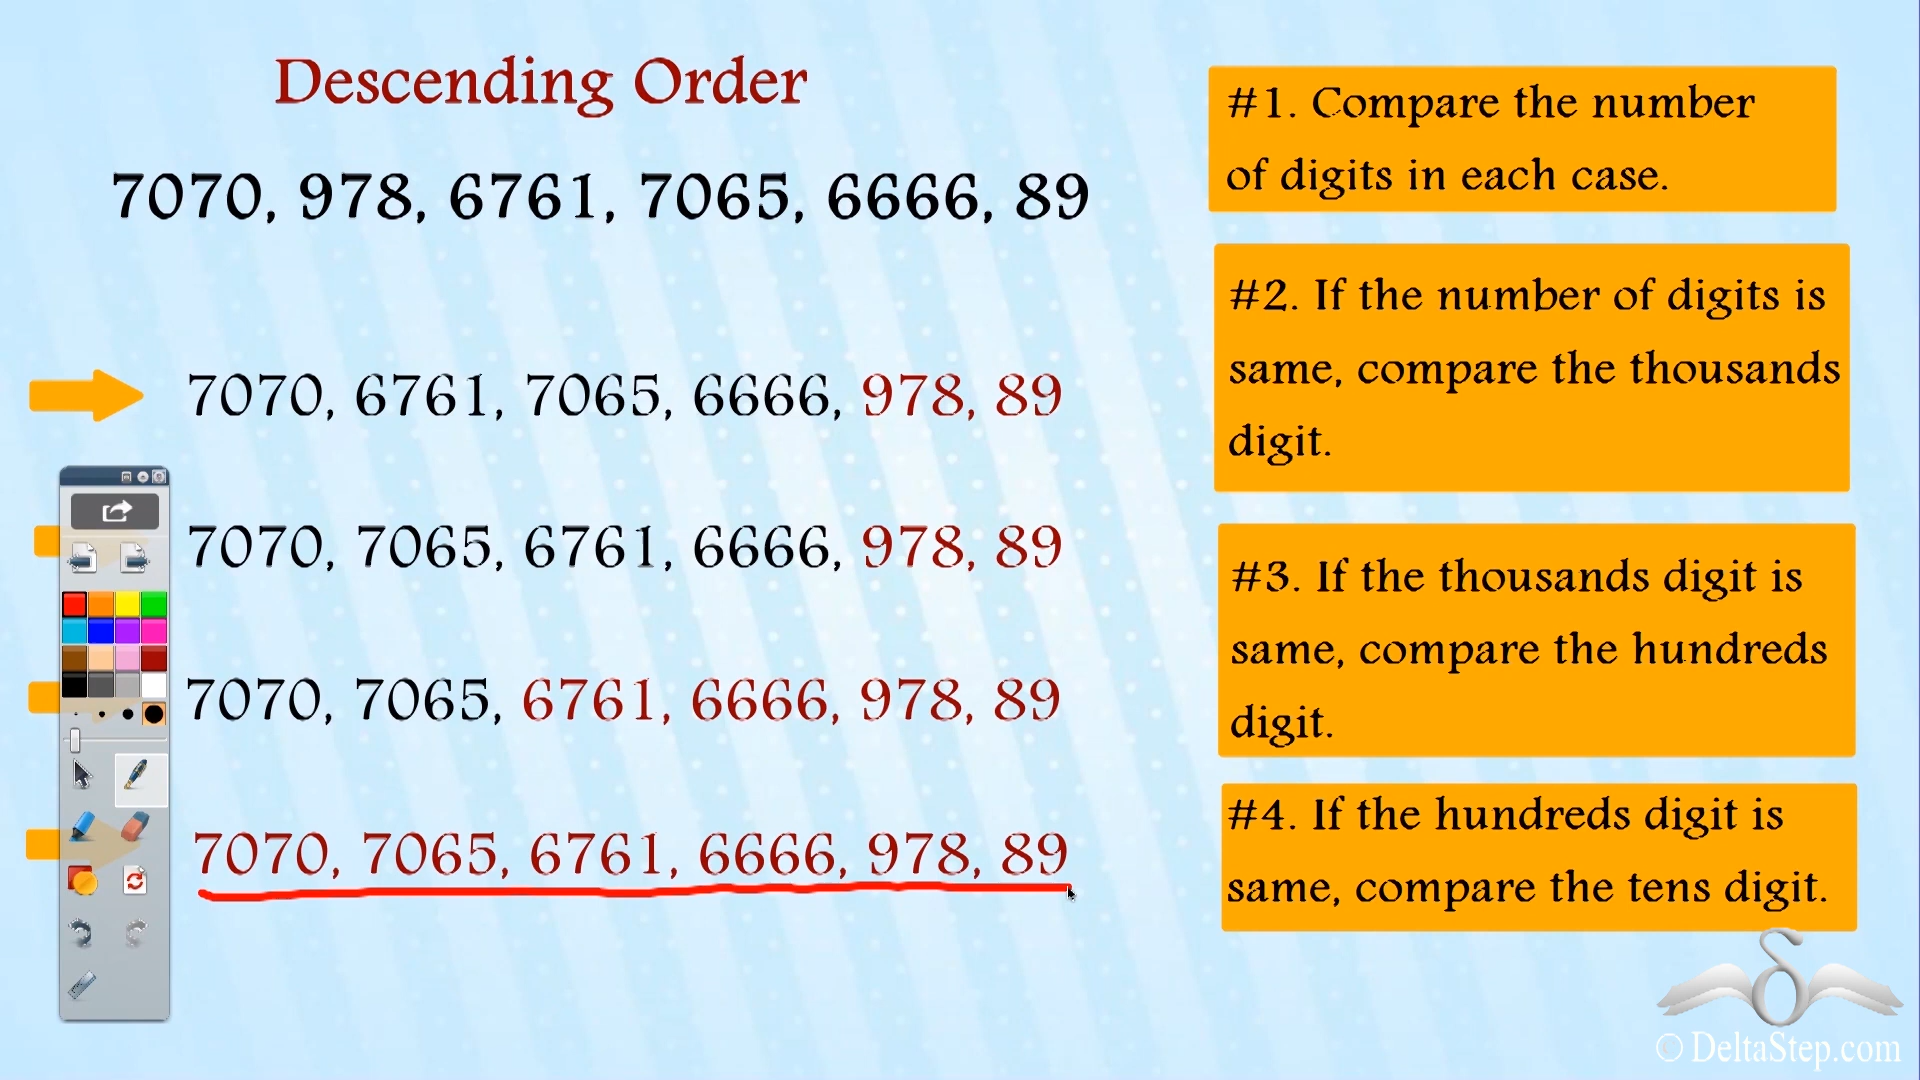 Descending Order
7070, 978, 6761, 7065, 6666, 89
7070, 6761, 7065, 6666, 978, 89
7070, 7065, 6761, 6666, 978, 89
7070, 7065, 6761, 6666, 978, 89
7070, 7065, 6761, 6666, 978, 89
#1. Compare the number
of digits in each case.
#2. If the number of digits is
same, compare the thousands
digit.
#3. If the thousands digit is
same, compare the hundreds
digit.
#4. If the hundreds digit is
same, compare the tens digit.
© DeltaStep.com